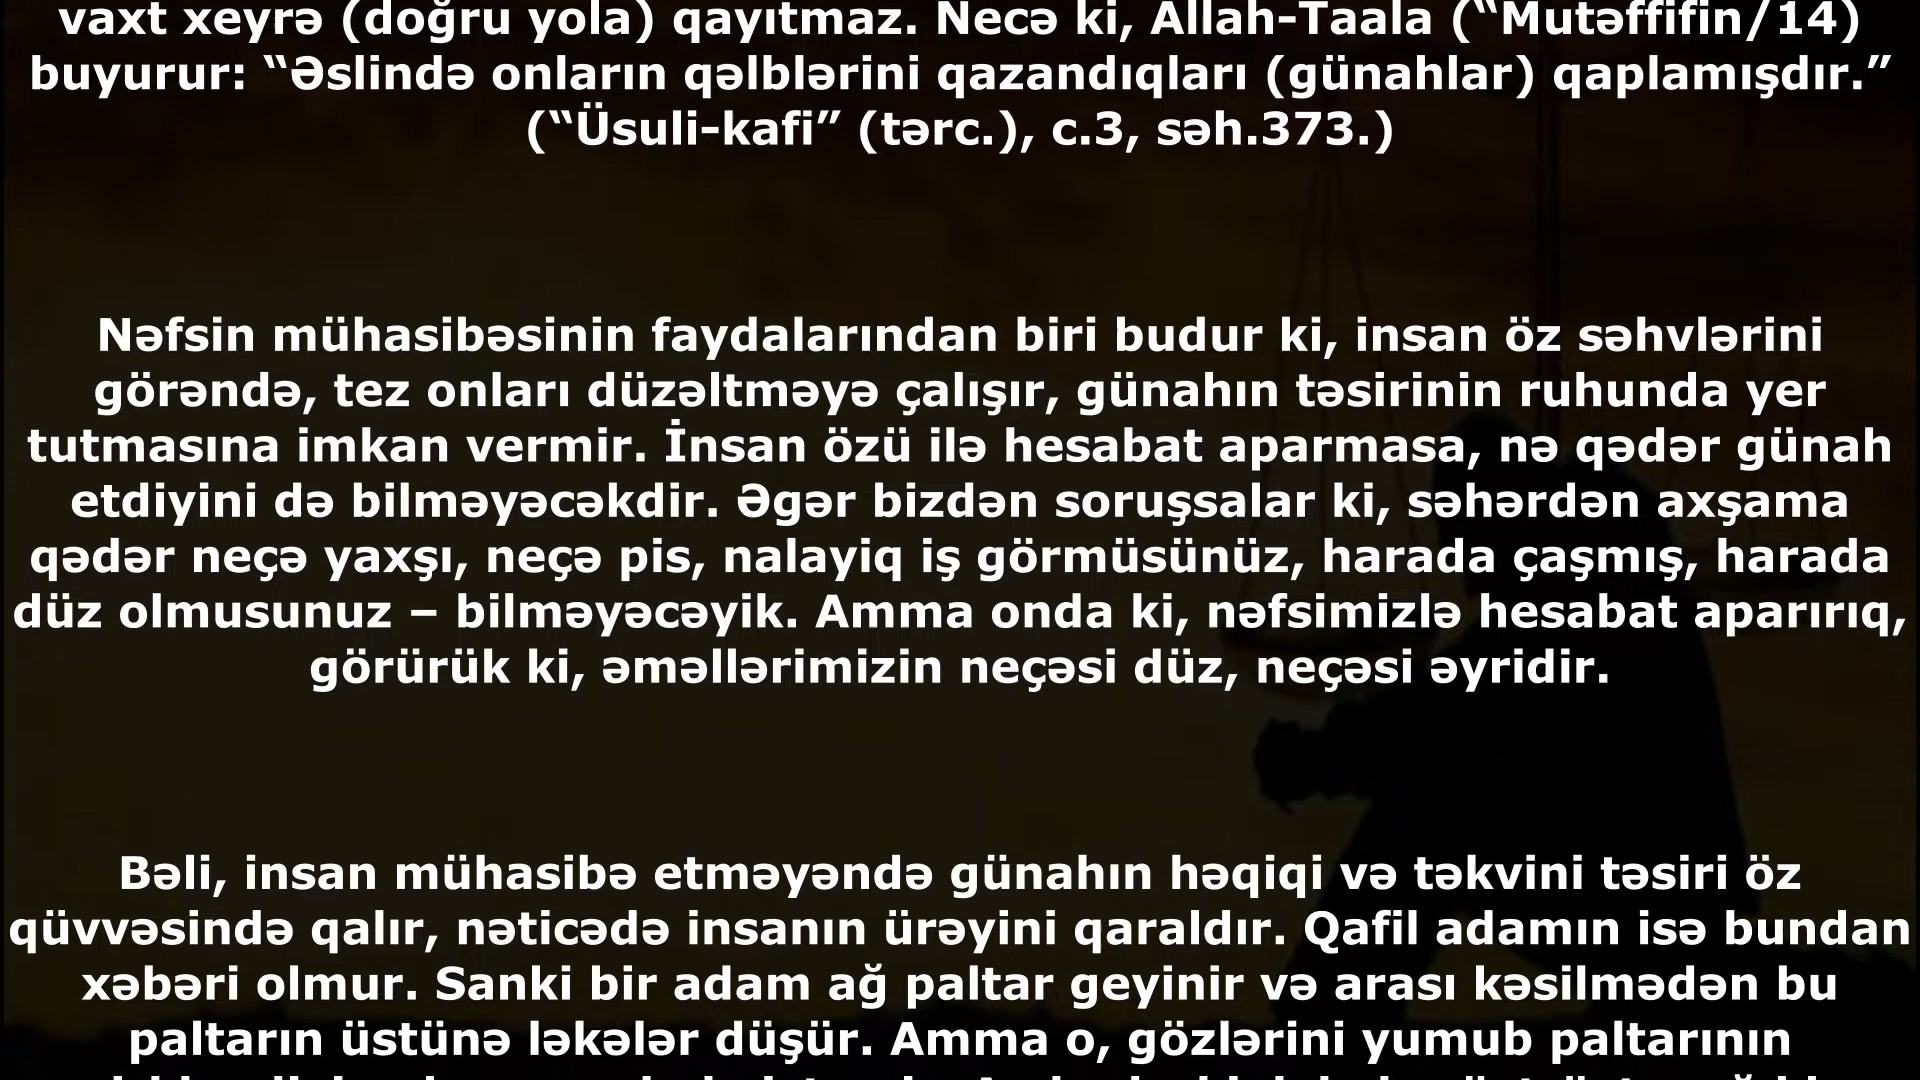 vaxt xeyrə (doğru yola) qayıtmaz. Necə ki, Allah-Taala (“Mutəffifin/14)
buyurur: “Əslində onların qəlblərini qazandıqları (günahlar) qaplamışdır.”
(“Üsuli-kafi” (tərc.), c.3, səh.373.)
Nəfsin mühasibəsinin faydalarından biri budur ki, insan öz səhvlərini
görəndə, tez onları düzəltməyə çalışır, günahın təsirinin ruhunda yer
tutmasına imkan vermir. İnsan özü ilə hesabat aparmasa, nə qədər günah
etdiyini də bilməyəcəkdir. Əgər bizdən soruşsalar ki, səhərdən axşama
qədər neçə yaxşı, neçə pis, nalayiq iş görmüsünüz, harada çaşmış, harada
düz olmusunuz – bilməyəcəyik. Amma onda ki, nəfsimizlə hesabat aparırıq,
görürük ki, əməllərimizin neçəsi düz, neçəsi əyridir.
Bəli, insan mühasibə etməyəndə günahın həqiqi və təkvini təsiri öz
qüvvəsində qalır, nəticədə insanın ürəyini qaraldır. Qafil adamın isə bundan
xəbəri olmur. Sanki bir adam ağ paltar geyinir və arası kəsilmədən bu
paltarın üstünə ləkələr düşür. Amma o, gözlərini yumub paltarının